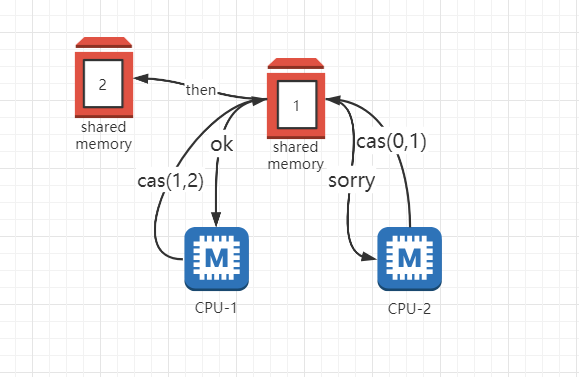 2
then
1
shared
memory
ok
shared
memory
cas(0,1)
cas(1,2)
sorry
M
M
CPU-1
CPU-2